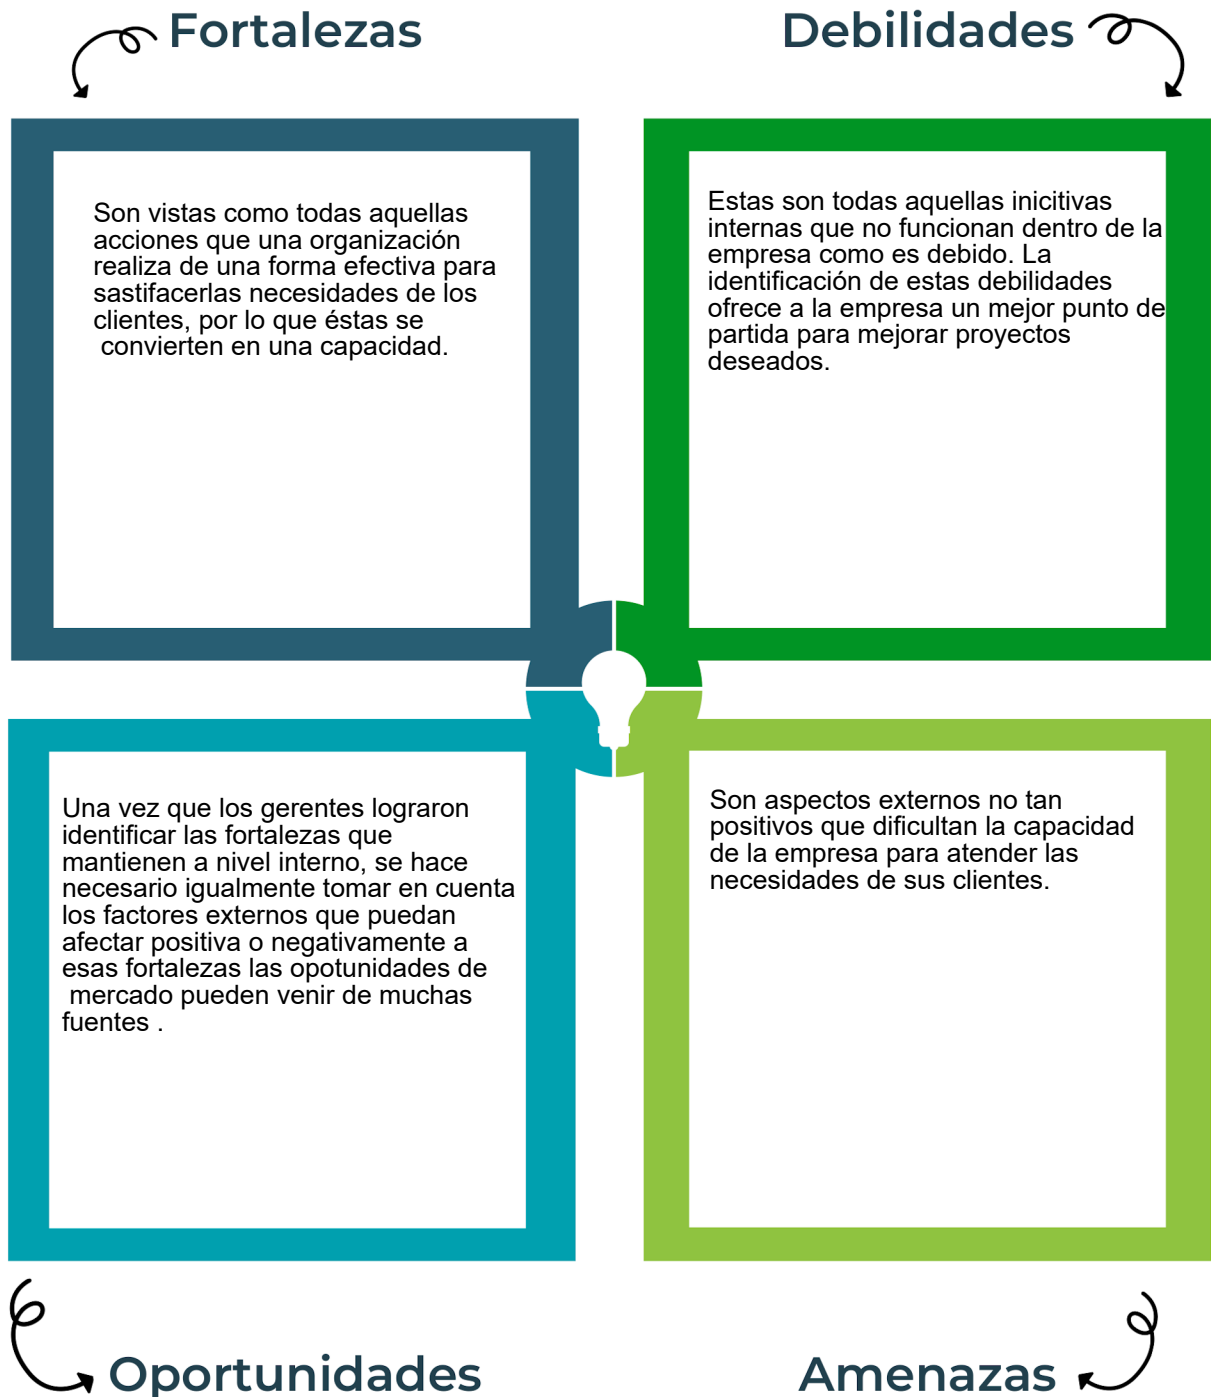 Fortalezas
Son vistas como todas aquellas
acciones que una organización
realiza de una forma efectiva para
sastifacerlas necesidades de los
clientes, por lo que éstas se
convierten en una capacidad.
Debilidades
Estas son todas aquellas inicitivas
internas que no funcionan dentro de la
empresa como es debido. La
identificación de estas debilidades
ofrece a la empresa un mejor punto de
partida para mejorar proyectos
deseados.
Una vez que los gerentes lograron
identificar las fortalezas que
mantienen a nivel interno, se hace
necesario igualmente tomar en cuenta
los factores externos que puedan
afectar positiva o negativamente a
esas fortalezas las opotunidades de
mercado pueden venir de muchas
fuentes .
Oportunidades
Son aspectos externos no tan
positivos que dificultan la capacidad
de la empresa para atender las
necesidades de sus clientes.
Amenazas